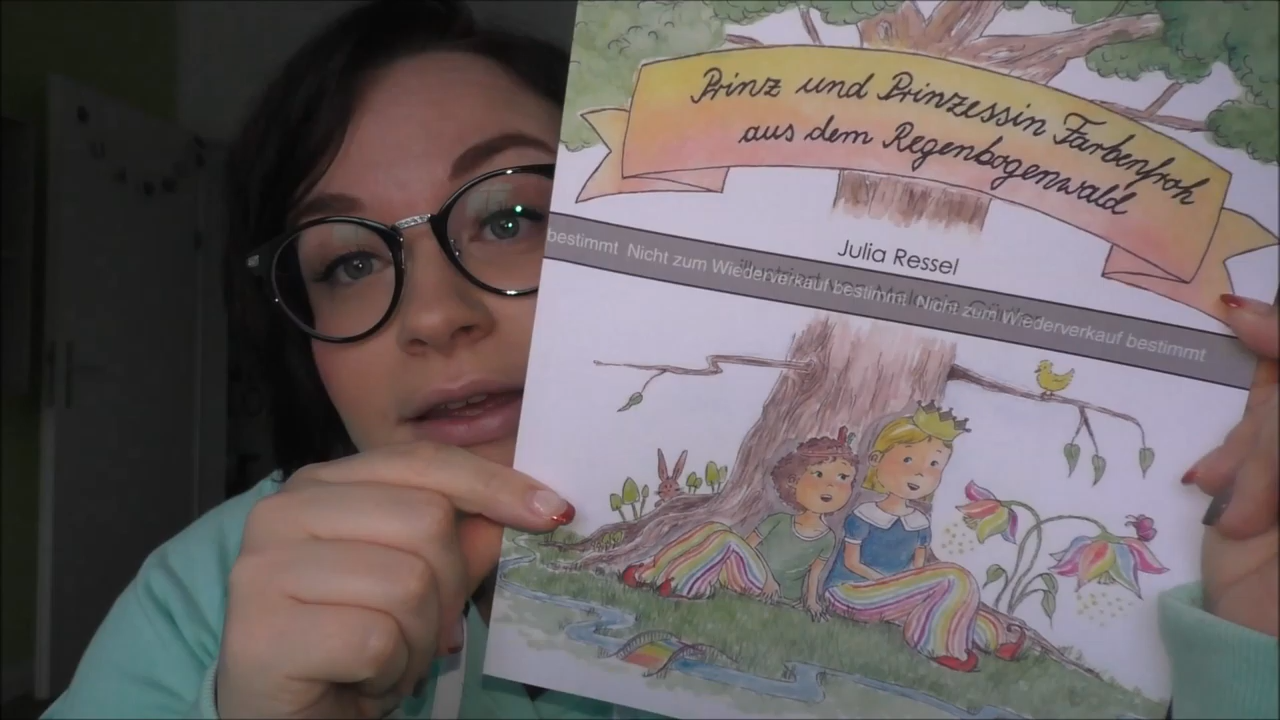 Prinz und Prinzessin Farbenfroh
aus dem Regenbogenwald
Julia Ressel
bestimmt Nicht zum Wiederverkauf bestimmt Nicht zum Wiederverkauf bestimmt